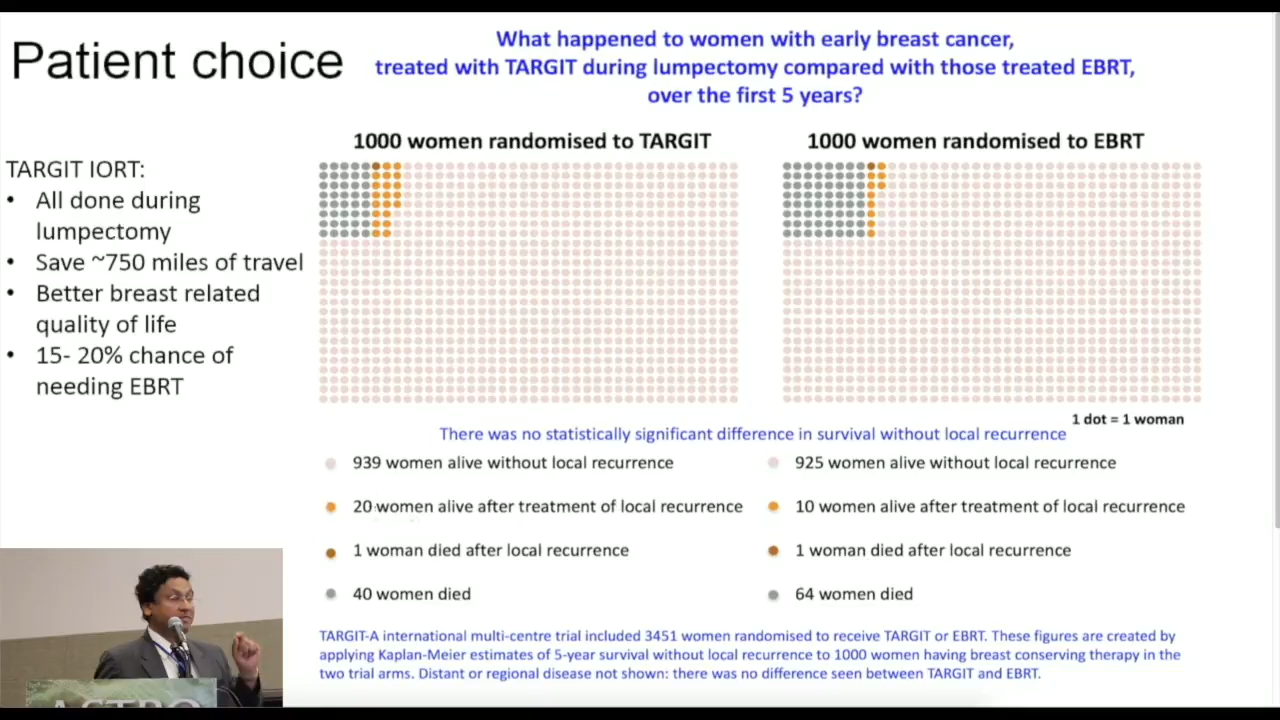 Patient choice
What happened to women with early breast cancer,
treated with TARGIT during lumpectomy compared with those treated EBRT,
over the first 5 years?
TARGIT IORT:
• All done during
lumpectomy
• Save ~750 miles of travel
• Better breast related
quality of life
• 15- 20% chance of
needing EBRT
1000 women randomised to TARGIT
1000 women randomised to EBRT
1 dot = 1 woman
There was no statistically significant difference in survival without local recurrence
939 women alive without local recurrence
20 women alive after treatment of local recurrence
1 woman died after local recurrence
40 women died
925 women alive without local recurrence
10 women alive after treatment of local recurrence
1 woman died after local recurrence
64 women died
TARGIT-A international multi-centre trial included 3451 women randomised to receive TARGIT or EBRT. These figures are created by
applying Kaplan-Meier estimates of 5-year survival without local recurrence to 1000 women having breast conserving therapy in the
two trial arms. Distant or regional disease not shown: there was no difference seen between TARGIT and EBRT.